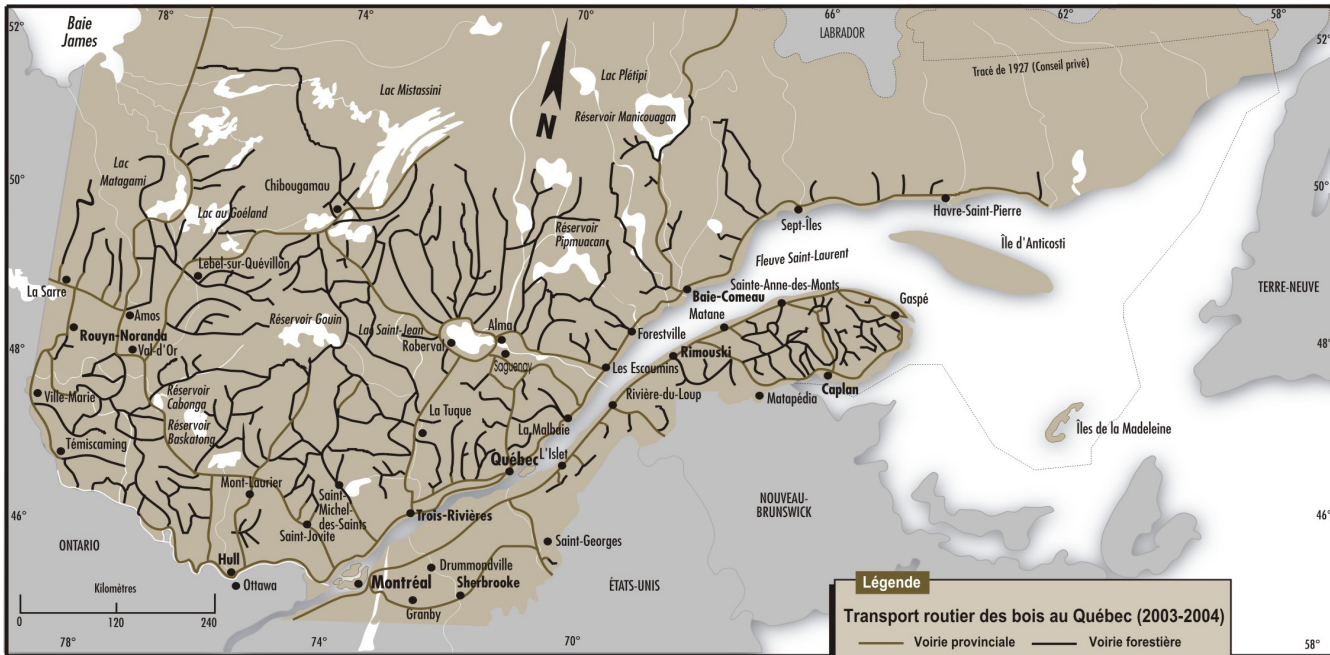 78°
74°
70°
66°
62°
58°
52°
Baie
James
LABRADOR
52°
Tracé de 1927 (Conseil privé)
Lac Plétipi
Lac Mistassini
Réservoir Manicouagan
N
Lac
Matagami
50°
Chibougamau
50°
Lac au Goéland
Havre-Saint-Pierre
Sept-Îles
Réservoir
Pipmuacan
Île d'Anticosti
Fleuve Saint-Laurent
Lebel-sur-Quévillon
Sainte-Anne-des-Monts
TERRE-NEUVE
La Sarre
Baie-Comeau
Gaspé
Matane
Amos
Réservoir Gouin
Lac Saint-Jean
Alma
Forestville
Rouyn-Noranda
Roberval
48°
Val-d'Or
Rimouski
48°
Saguenay
Les Escoumins
Caplan
Ville-Marie
Réservoir
Cabonga
Rivière-du-Loup
Matapédia
La Tuque
Réservoir
Baskatong
La Malbaie
Îles de la Madeleine
Témiscaming
Québec
L'Islet
Mont-Laurier
Saint-
Michel-
des-Saints
NOUVEAU-
BRUNSWICK
46°
Trois-Rivières
46°
Saint-Jovite
ONTARIO
Saint-Georges
Hull
Drummondville
Ottawa
Montréal
Sherbrooke
ÉTATS-UNIS
Granby
Kilomètres
0 120 240
Légende
Transport routier des bois au Québec (2003-2004)
Voirie provinciale
Voirie forestière
78°
74°
70°
58°